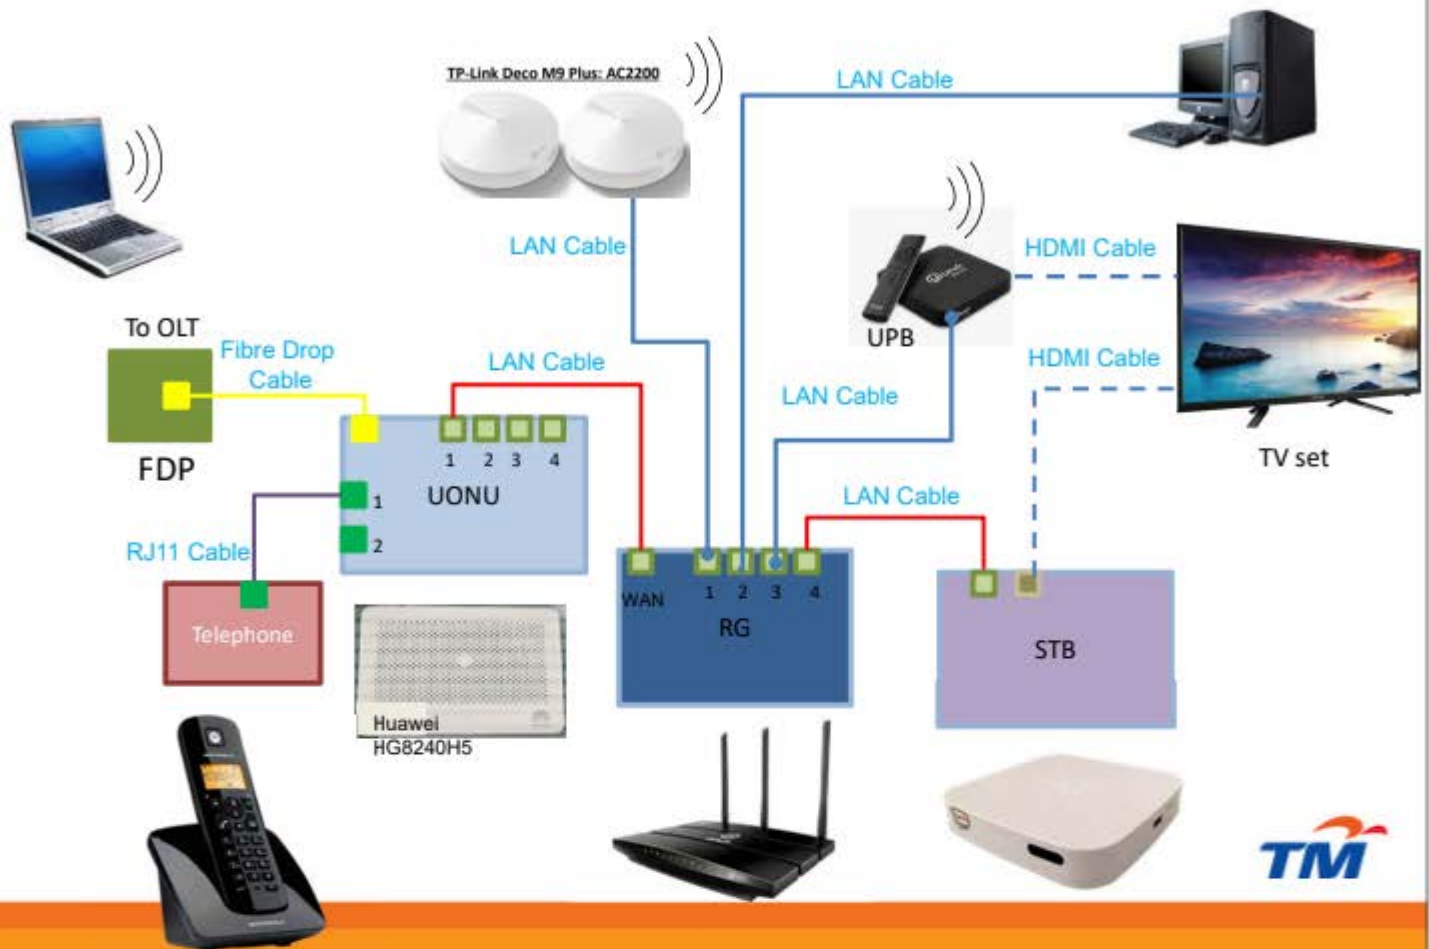 TP-Link Deco M9 Plus: AC2200
LAN Cable
LAN Cable
HDMI Cable
UPB
HDMI Cable
To OLT
Fibre Drop
Cable
LAN Cable
LAN Cable
FDP
TV set
1 2 3 4
UONU
1
2
LAN Cable
RJ11 Cable
WAN
1 2 3 4
RG
Telephone
STB
Huawei
HG8240H5
TM